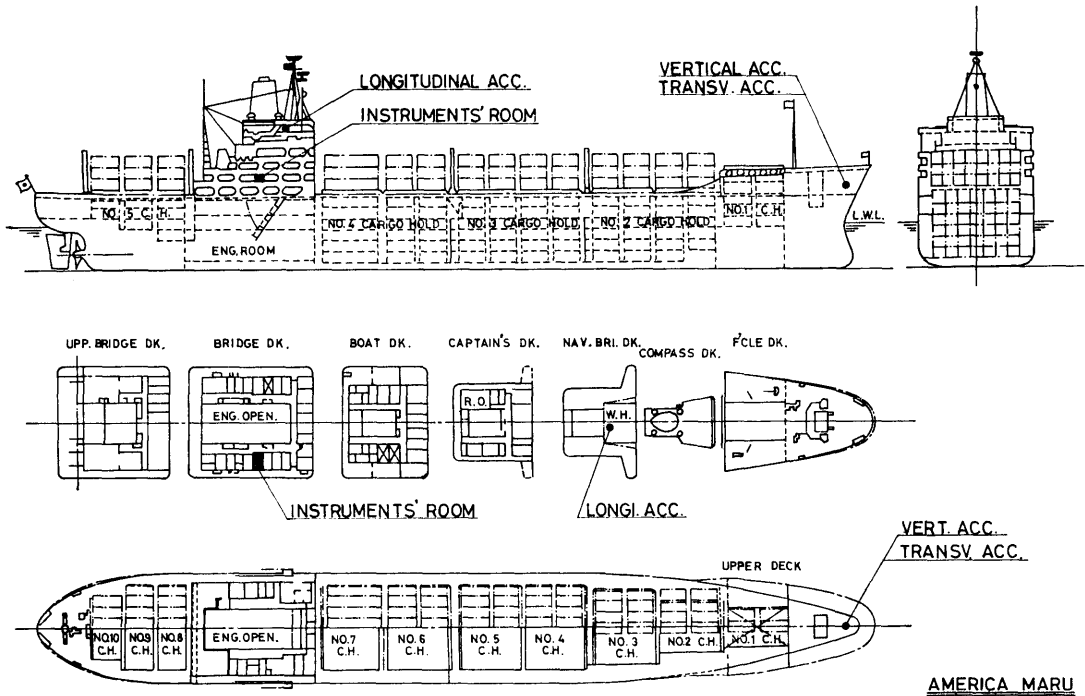 LONGITUDINAL ACC.
INSTRUMENTS' ROOM
VERTICAL ACC.
TRANSV. ACC.
NO. 5 C. H.
ENG. ROOM
NO. 4 CARGO HOLD
NO. 3 CARGO HOLD
NO. 2 CARGO HOLD
NO.1 C.H.
L.W.L.
UPP. BRIDGE DK.
BRIDGE DK.
BOAT DK.
CAPTAIN'S DK.
NAV. BRI. DK.
COMPASS DK.
F'CLE DK.
ENG. OPEN.
R.O.
W.H.
INSTRUMENTS' ROOM
LONGI. ACC.
VERT. ACC.
TRANSV. ACC.
UPPER DECK
NO.10 C.H.
NO.9 C.H.
NO.8 C.H.
ENG. OPEN.
NO.7 C.H.
NO.6 C.H.
NO.5 C.H.
NO.4 C.H.
NO.3 C.H.
NO.2 C.H.
NO.1 C.H.
AMERICA MARU